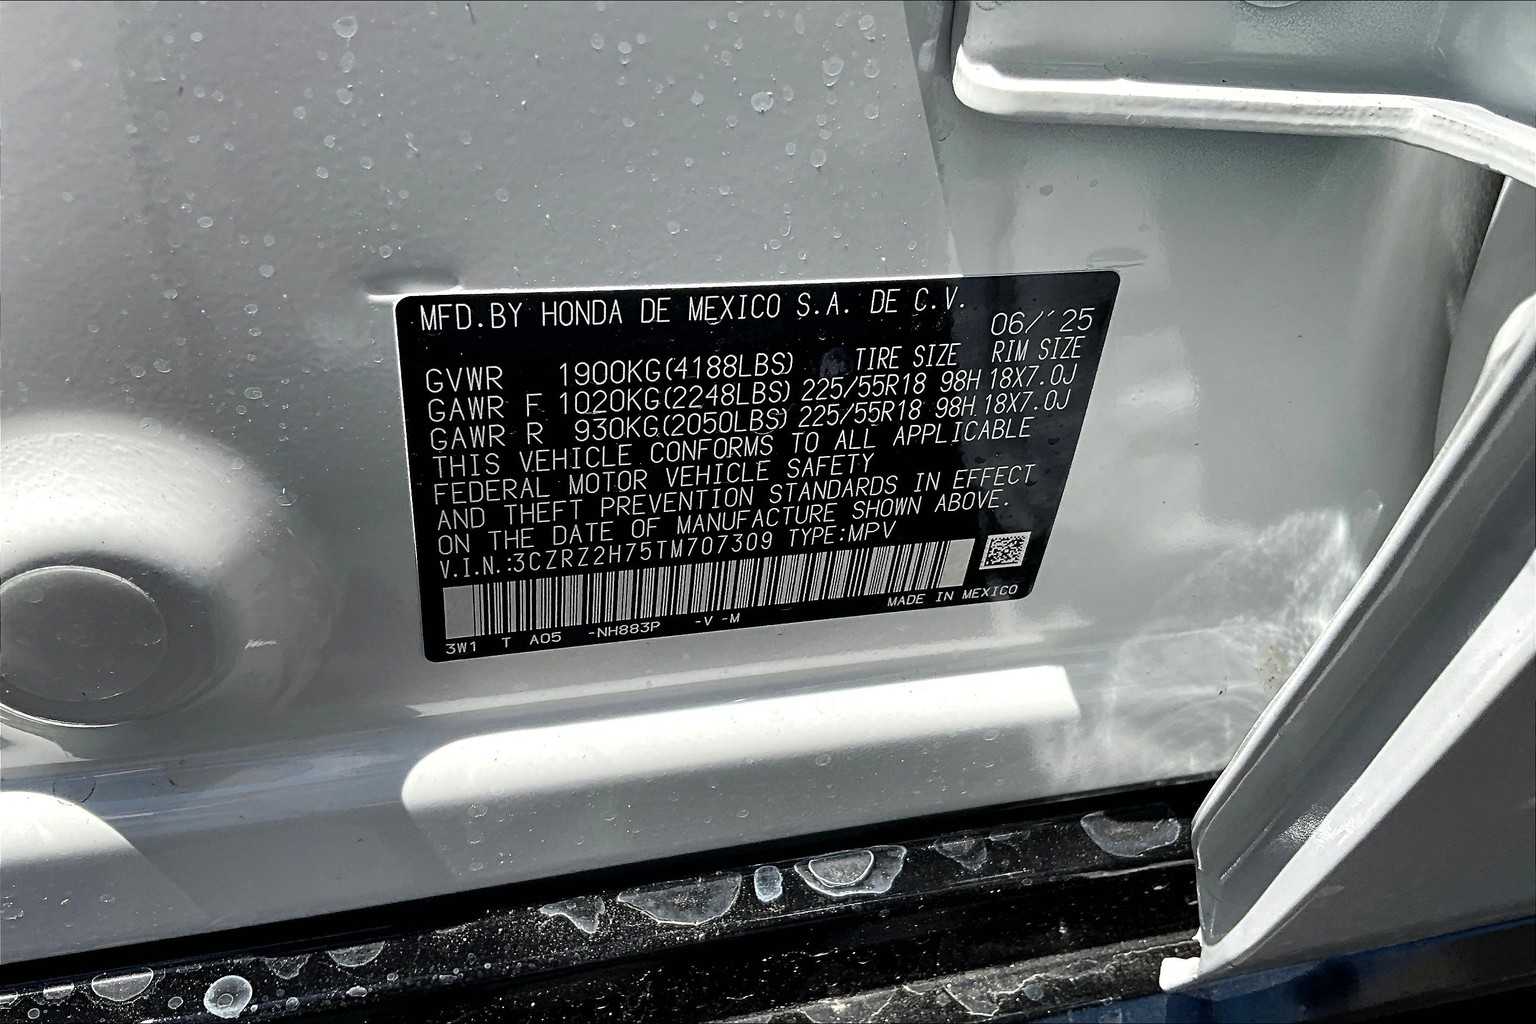 MFD.BY HONDA DE MEXICO S.A. DE C.V.
06/'25
TIRE SIZE RIM SIZE
GVWR 1900KG(4188LBS)
GAWR F 1020KG(2248LBS) 225/55R18 98H 18X7.0J
GAWR R 930KG(2050LBS) 225/55R18 98H 18X7.0J
THIS VEHICLE CONFORMS TO ALL APPLICABLE
FEDERAL MOTOR VEHICLE SAFETY
AND THEFT PREVENTION STANDARDS IN EFFECT
ON THE DATE OF MANUFACTURE SHOWN ABOVE.
V.I.N.:3CZRZ2H75TM707309 TYPE:MPV
MADE IN MEXICO
3W1 T A05 -NH883P -V -M